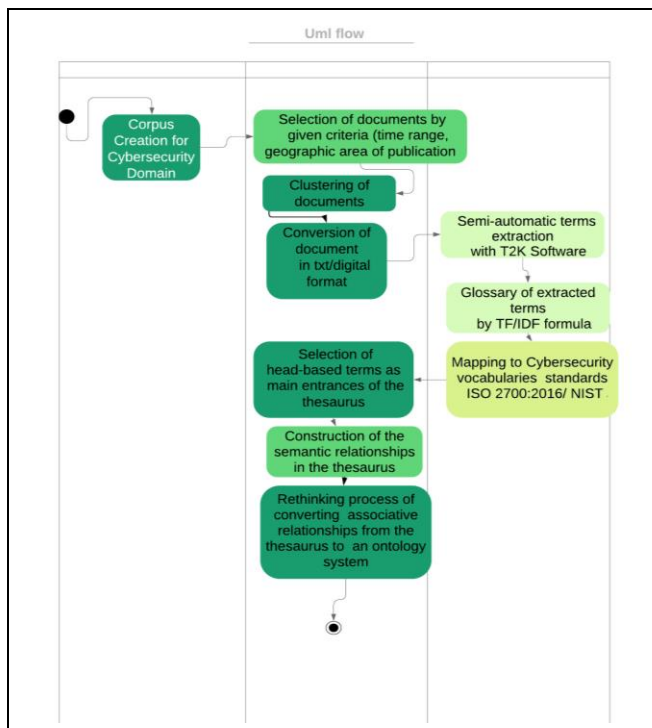 Uml flow
Corpus
Creation for
Cybersecurity
Domain
Selection of documents by
given criteria (time range,
geographic area of publication
Clustering of
documents
Conversion of
document
in txt/digital
format
Semi-automatic terms
extraction
with T2K Software
Glossary of extracted
terms
by TF/IDF formula
Mapping to Cybersecurity
vocabularies standards
ISO 2700:2016/ NIST
Selection of
head-based terms as
main entrances of the
thesaurus
Construction of the
semantic relationships
in the thesaurus
Rethinking process of
converting associative
relationships from the
thesaurus to an ontology
system